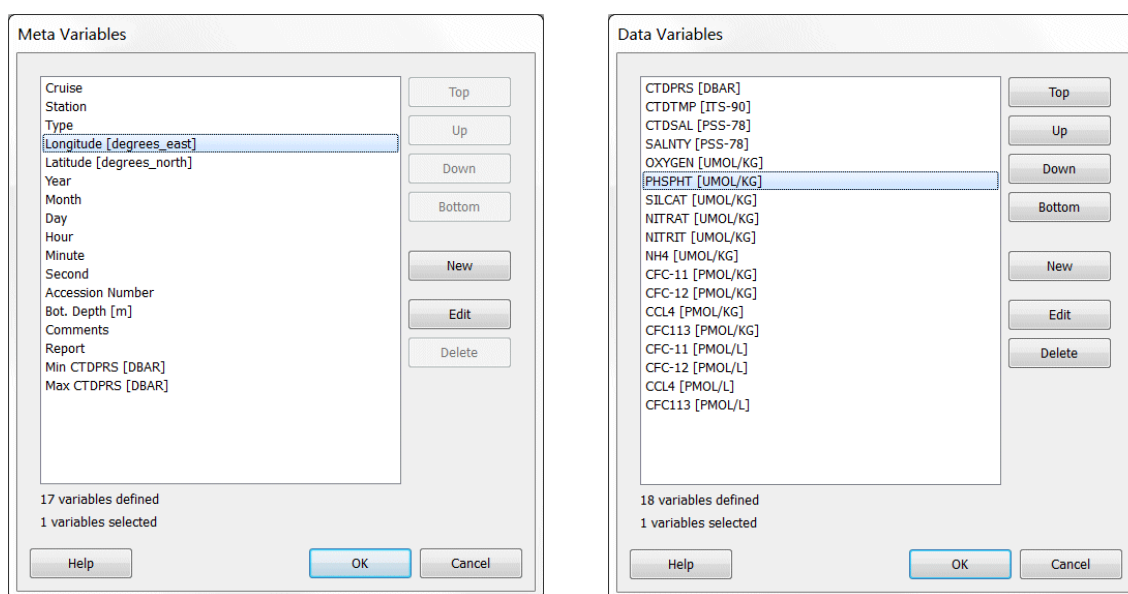 Meta Variables
Cruise
Station
Type
Longitude [degrees_east]
Latitude [degrees_north]
Year
Month
Day
Hour
Minute
Second
Accession Number
Bot. Depth [m]
Comments
Report
Min CTDPRS [DBAR]
Max CTDPRS [DBAR]
Top
Up
Down
Bottom
New
Edit
Delete
17 variables defined
1 variables selected
Help
OK
Cancel
Data Variables
CTDPRS [DBAR]
CTDTMP [ITS-90]
CTDSAL [PSS-78]
SALNTY [PSS-78]
OXYGEN [UMOL/KG]
PHSPHT [UMOL/KG]
SILCAT [UMOL/KG]
NITRAT [UMOL/KG]
NITRIT [UMOL/KG]
NH4 [UMOL/KG]
CFC-11 [PMOL/KG]
CFC-12 [PMOL/KG]
CCL4 [PMOL/KG]
CFC113 [PMOL/KG]
CFC-11 [PMOL/L]
CFC-12 [PMOL/L]
CCL4 [PMOL/L]
CFC113 [PMOL/L]
Top
Up
Down
Bottom
New
Edit
Delete
18 variables defined
1 variables selected
Help
OK
Cancel